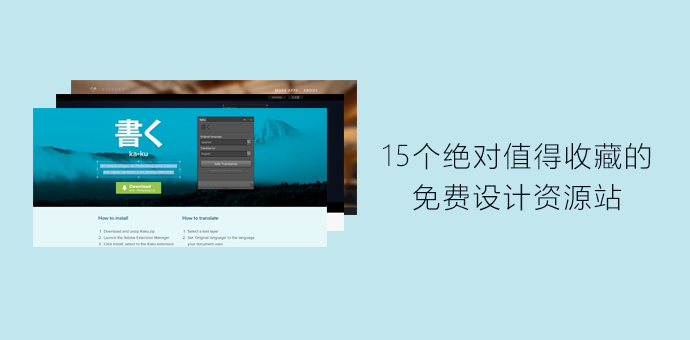 MORE APPS ABOUT
書く
ka•ku
Download
How to install
How to translate
1. Download and unzip Kaku.zip
2. Launch the Adobe Extension Manager
3. Click Install, select to the Kaku extension
1. Select a text layer
2. Set 'Original language' to the language
your document uses
15个绝对值得收藏的
免费设计资源站